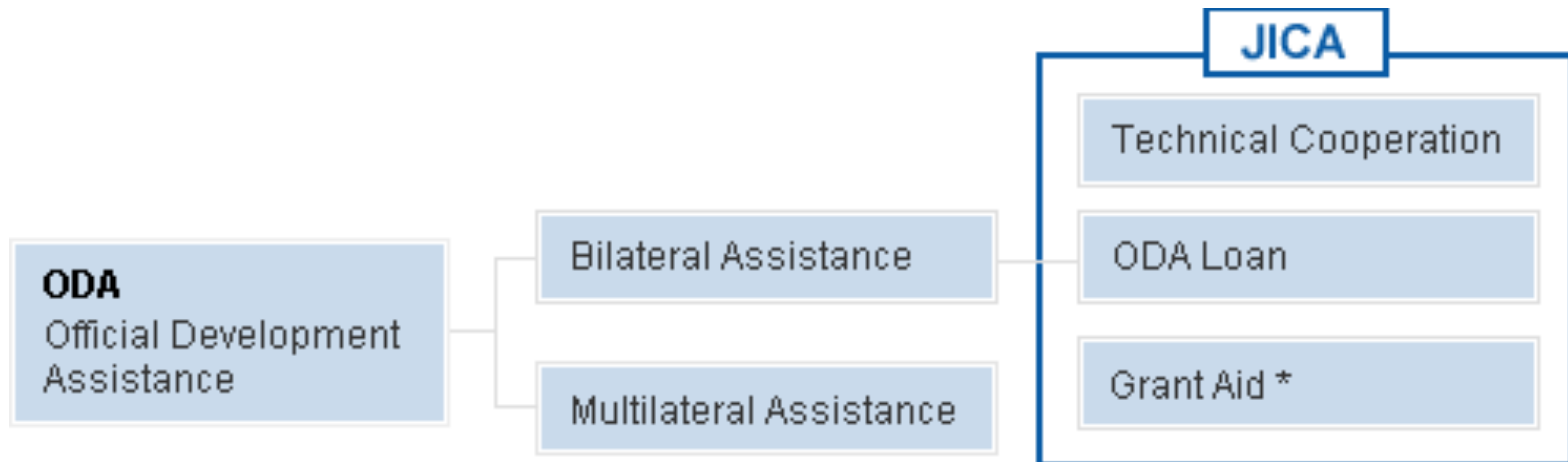 JICA
Technical Cooperation
ODA
Official Development
Assistance
Bilateral Assistance
ODA Loan
Multilateral Assistance
Grant Aid *